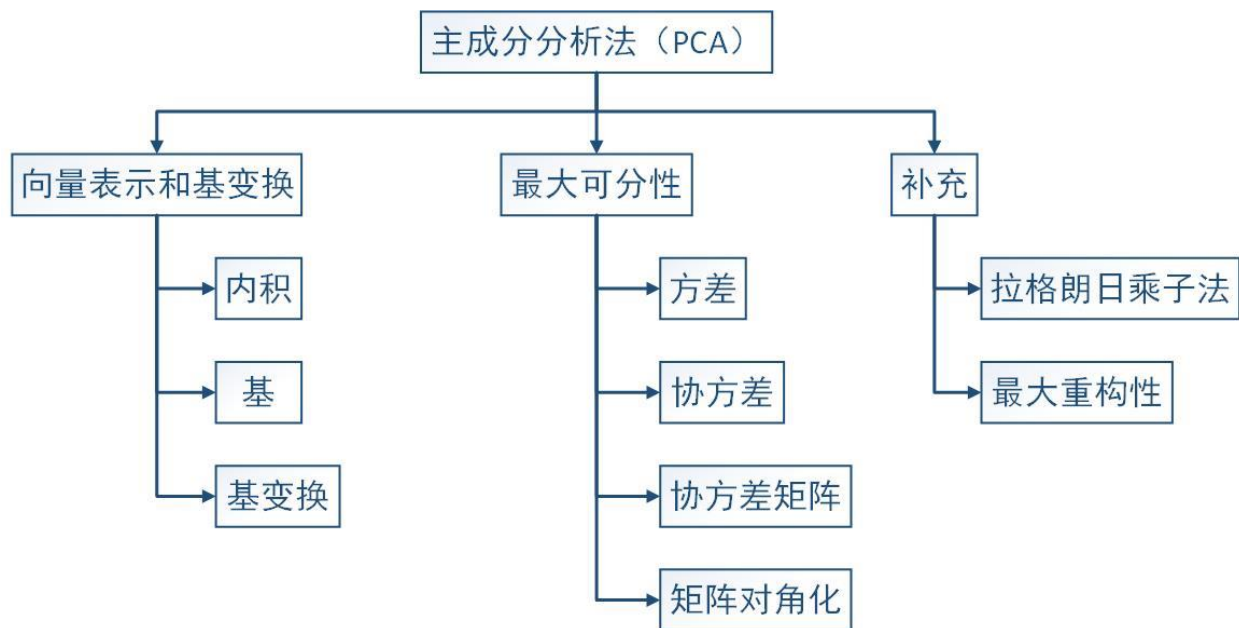 主成分分析法（PCA）
向量表示和基变换
最大可分性
补充
内积
方差
拉格朗日乘子法
基
协方差
最大重构性
基变换
协方差矩阵
矩阵对角化